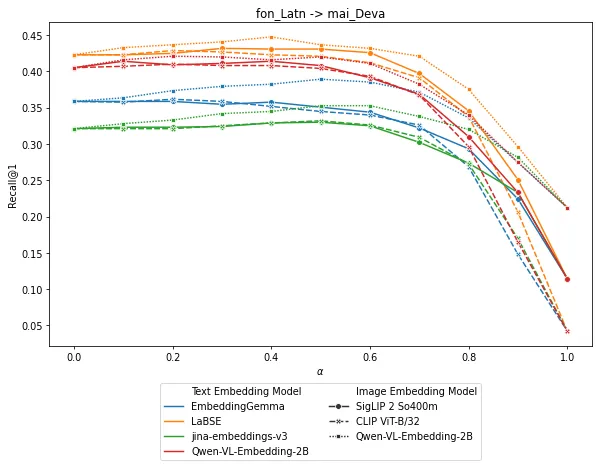 fon_Latn -> mai_Deva
Recall@1
0.45
0.40
0.35
0.30
0.25
0.20
0.15
0.10
0.05
0.0 0.2 0.4 0.6 0.8 1.0
α
Text Embedding Model Image Embedding Model
EmbeddingGemma SigLIP 2 So400m
LaBSE CLIP ViT-B/32
jina-embeddings-v3 Qwen-VL-Embedding-2B
Qwen-VL-Embedding-2B